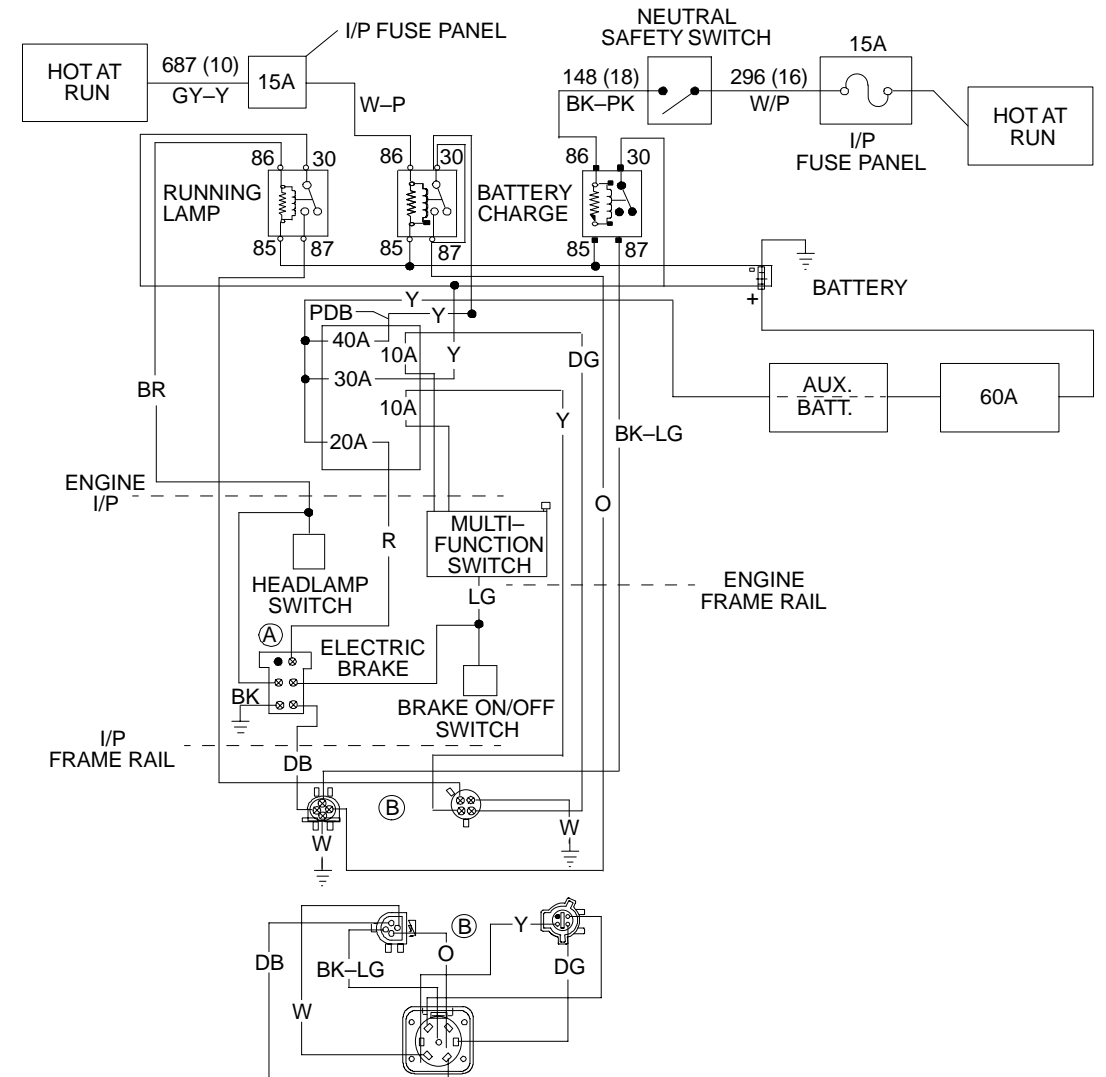 NEUTRAL
SAFETY SWITCH
I/P FUSE PANEL
15A
HOT AT
RUN
687 (10)
GY–Y
15A
W–P
148 (18)
BK–PK
296 (16)
W/P
HOT AT
RUN
I/P
FUSE PANEL
86
30
86
30
86
30
RUNNING
LAMP
BATTERY
CHARGE
85
87
85
87
85
87
BATTERY
+
Y
PDB
Y
40A
10A
Y
DG
30A
AUX.
BATT.
60A
BR
10A
Y
BK–LG
20A
ENGINE
I/P
O
R
MULTI–
FUNCTION
SWITCH
HEADLAMP
SWITCH
ENGINE
FRAME RAIL
LG
A
ELECTRIC
BRAKE
BK
BRAKE ON/OFF
SWITCH
I/P
FRAME RAIL
DB
B
W
W
B
Y
O
DB
BK–LG
DG
W